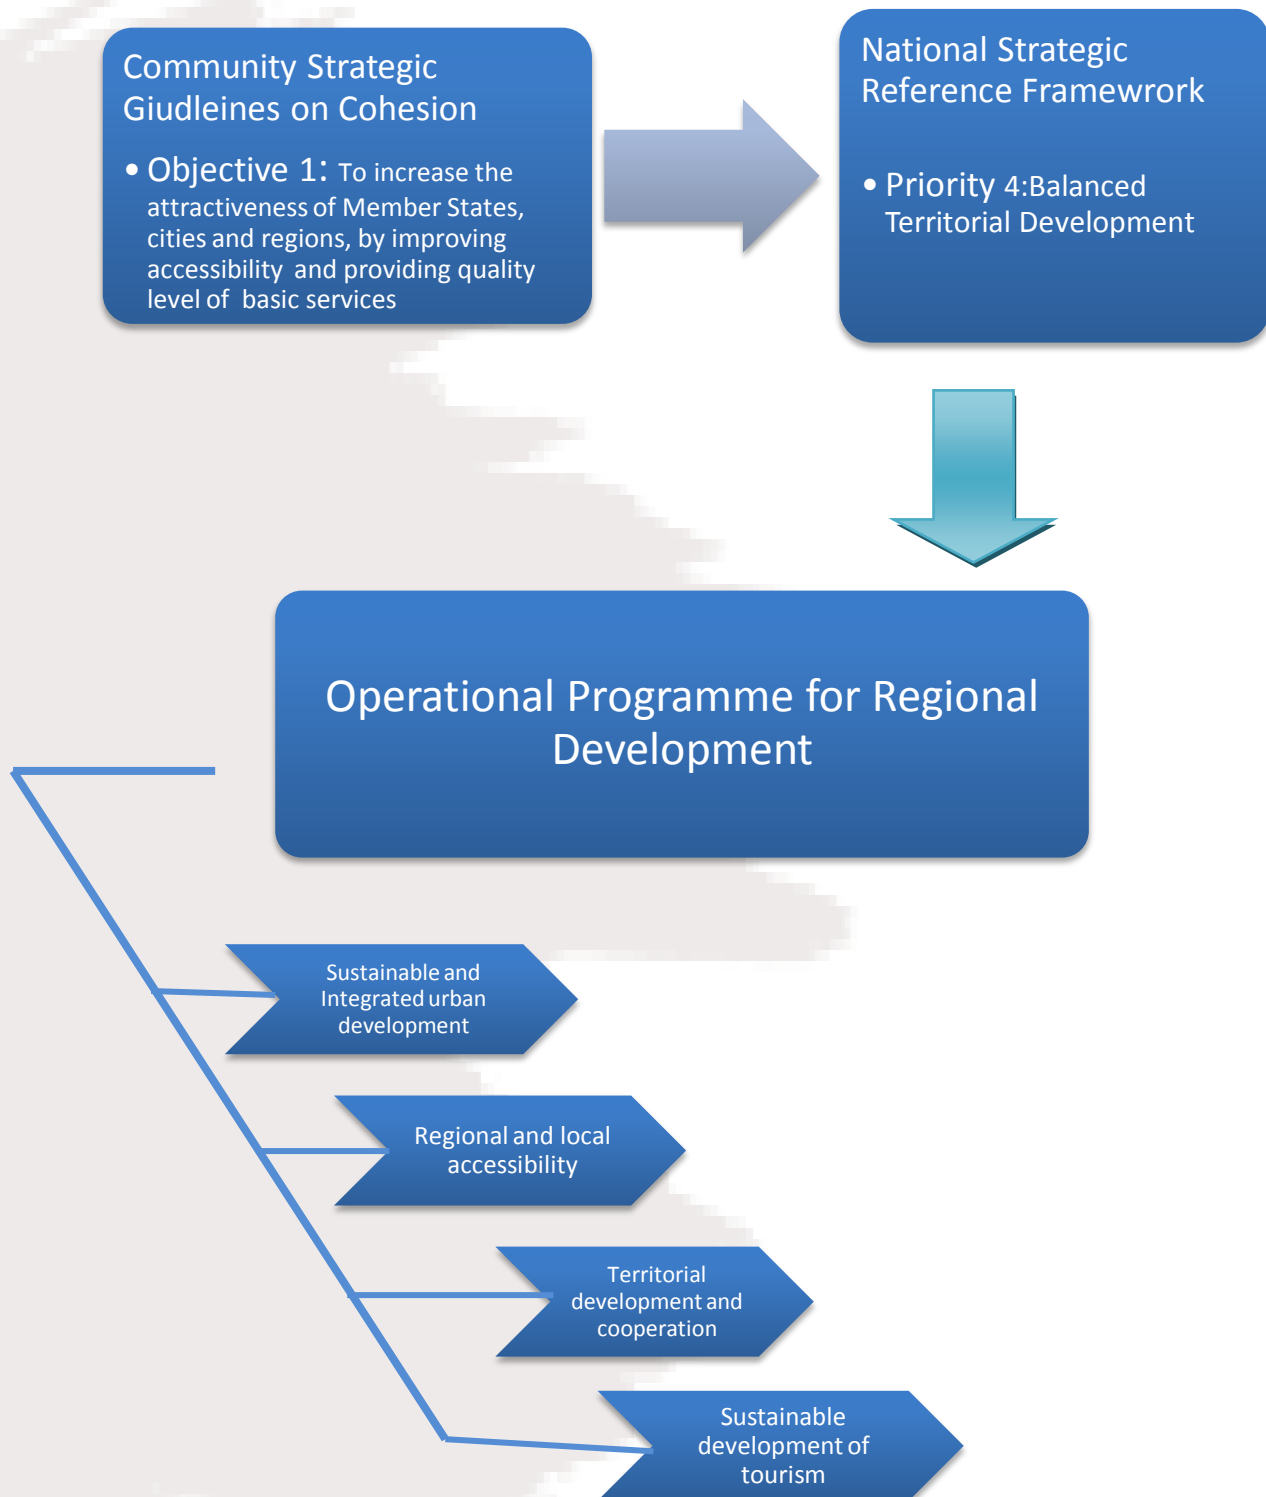 Community Strategic
Giudleines on Cohesion
• Objective 1: To increase the
attractiveness of Member States,
cities and regions, by improving
accessibility and providing quality
level of basic services
National Strategic
Reference Framewrork
• Priority 4:Balanced
Territorial Development
Operational Programme for Regional
Development
Sustainable and
Integrated urban
development
Regional and local
accessibility
Territorial
development and
cooperation
Sustainable
development of
tourism